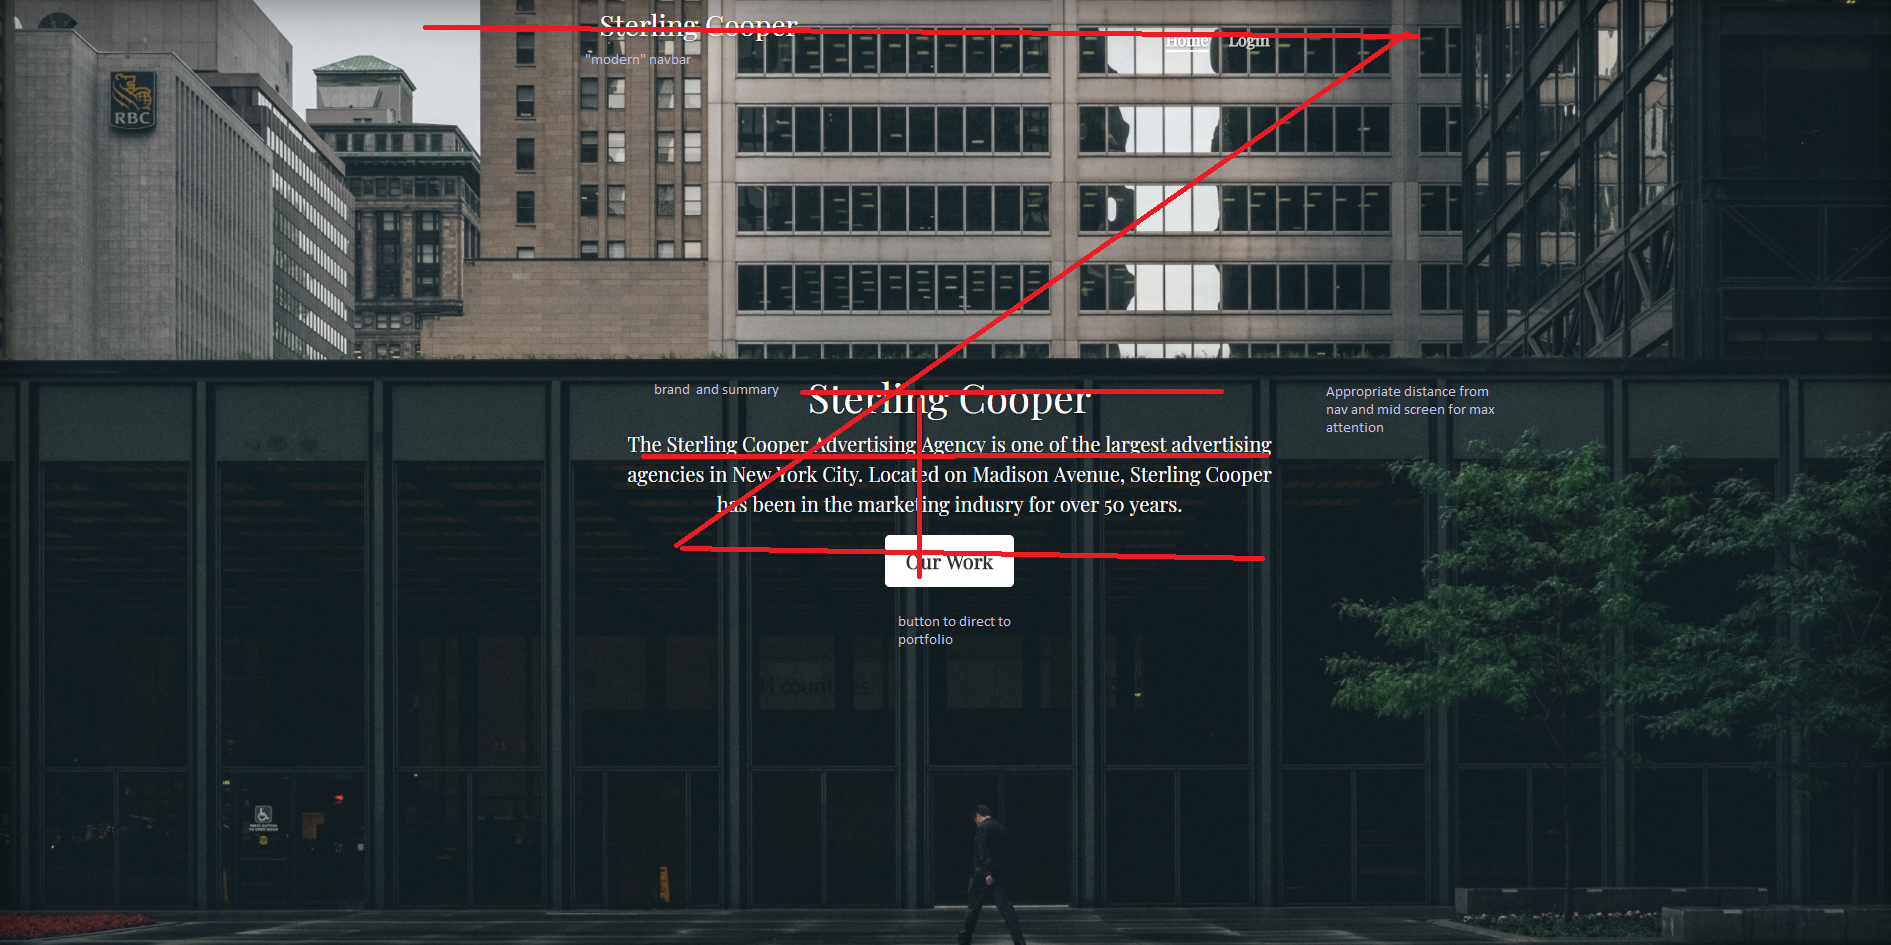 Sterling Cooper
Home Login
"modern" navbar
RBC
brand and summary
Sterling Cooper
Appropriate distance from
nav and mid screen for max
attention
The Sterling Cooper Advertising Agency is one of the largest advertising
agencies in New York City. Located on Madison Avenue, Sterling Cooper
has been in the marketing indusry for over 50 years.
Our Work
button to direct to
portfolio